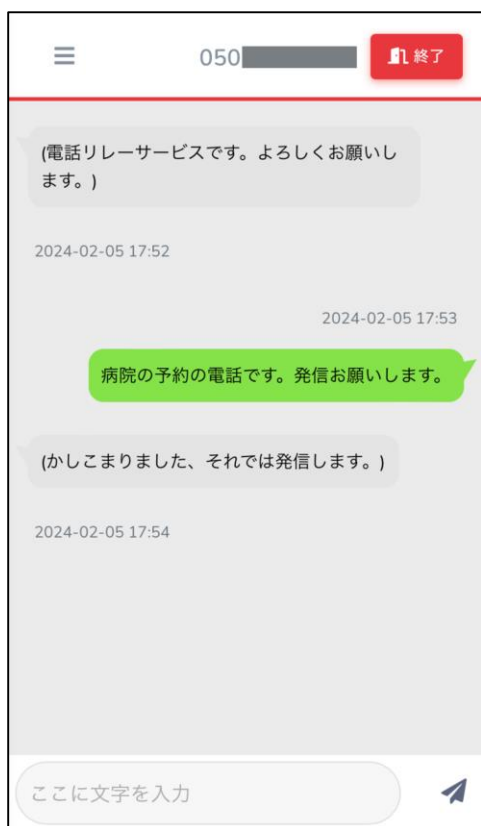 050
終了
(電話リレーサービスです。よろしくお願いし
ます。)
2024-02-05 17:52
2024-02-05 17:53
病院の予約の電話です。発信お願いします。
(かしこまりました、それでは発信します。)
2024-02-05 17:54
ここに文字を入力